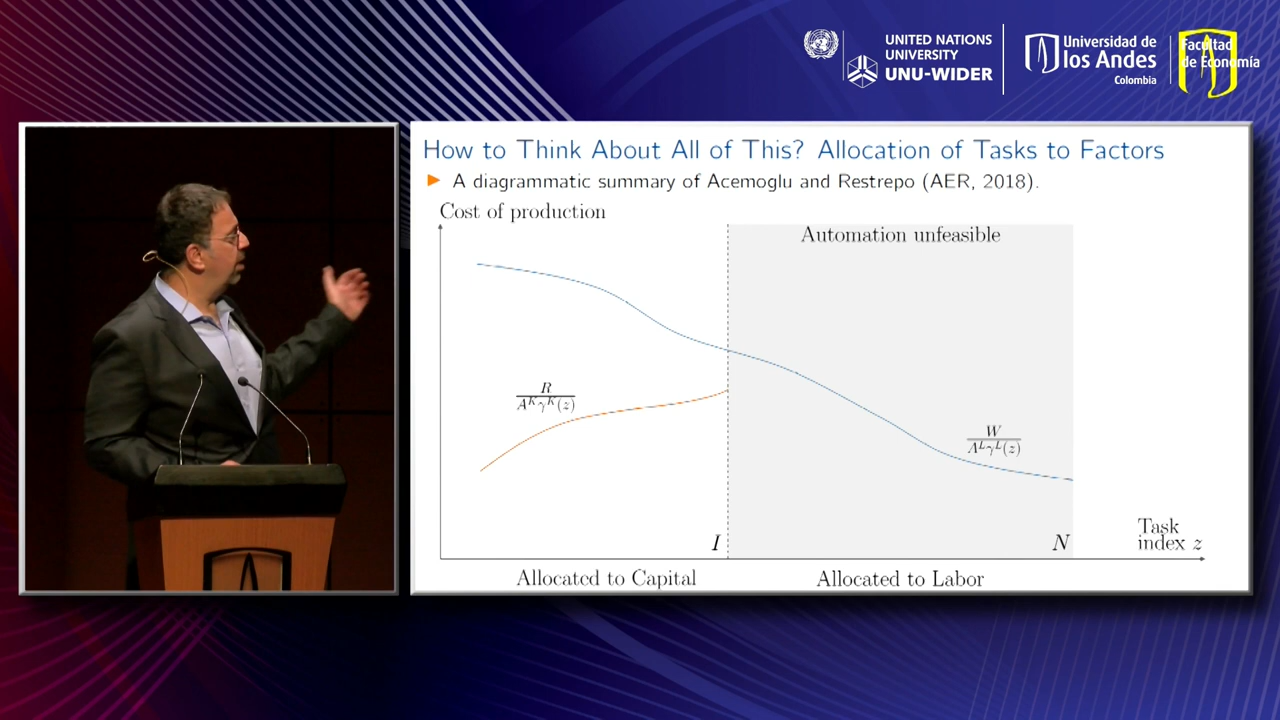 UNITED NATIONS
UNIVERSITY
UNU-WIDER
Universidad de
los Andes
Colombia
Facultad
de Economía
How to Think About All of This? Allocation of Tasks to Factors
A diagrammatic summary of Acemoglu and Restrepo (AER, 2018).
Cost of production
Automation unfeasible
R
A^K γ^K(z)
W
A^L γ^L(z)
I
N
Task
index z
Allocated to Capital
Allocated to Labor